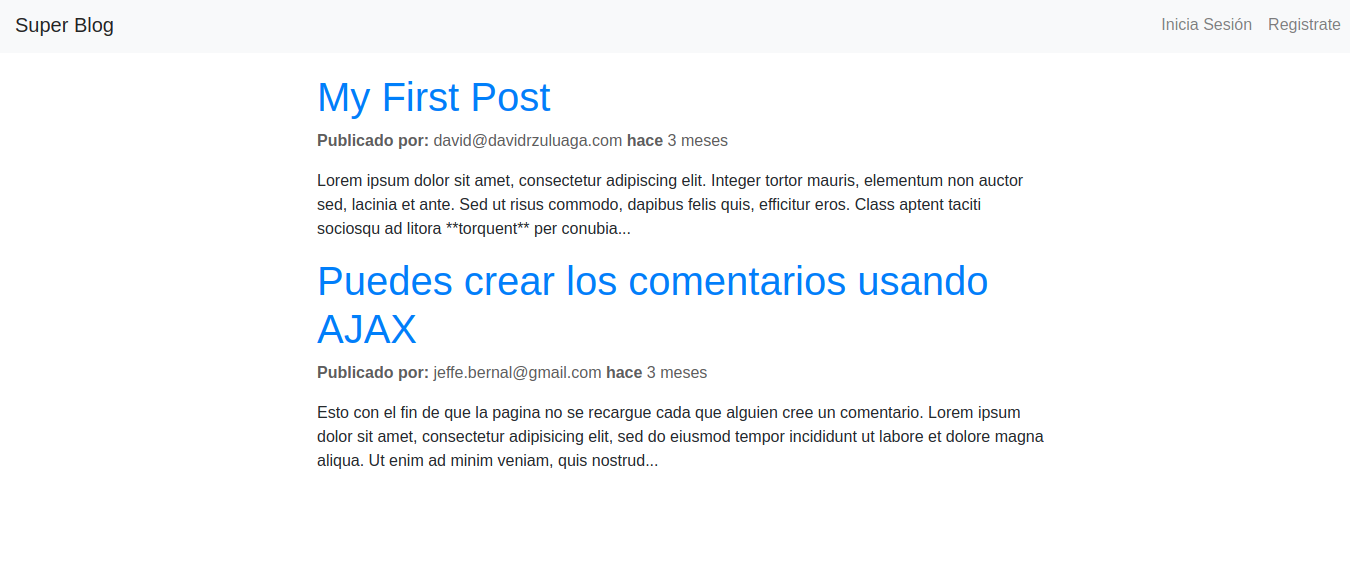 Super Blog
Inicia Sesión
Registrate
My First Post
Publicado por: david@davidrzuluaga.com hace 3 meses
Lorem ipsum dolor sit amet, consectetur adipiscing elit. Integer tortor mauris, elementum non auctor
sed, lacinia et ante. Sed ut risus commodo, dapibus felis quis, efficitur eros. Class aptent taciti
sociosqu ad litora **torquent** per conubia...
Puedes crear los comentarios usando
AJAX
Publicado por: jeffe.bernal@gmail.com hace 3 meses
Esto con el fin de que la pagina no se recargue cada que alguien cree un comentario. Lorem ipsum
dolor sit amet, consectetur adipisicing elit, sed do eiusmod tempor incididunt ut labore et dolore magna
aliqua. Ut enim ad minim veniam, quis nostrud...